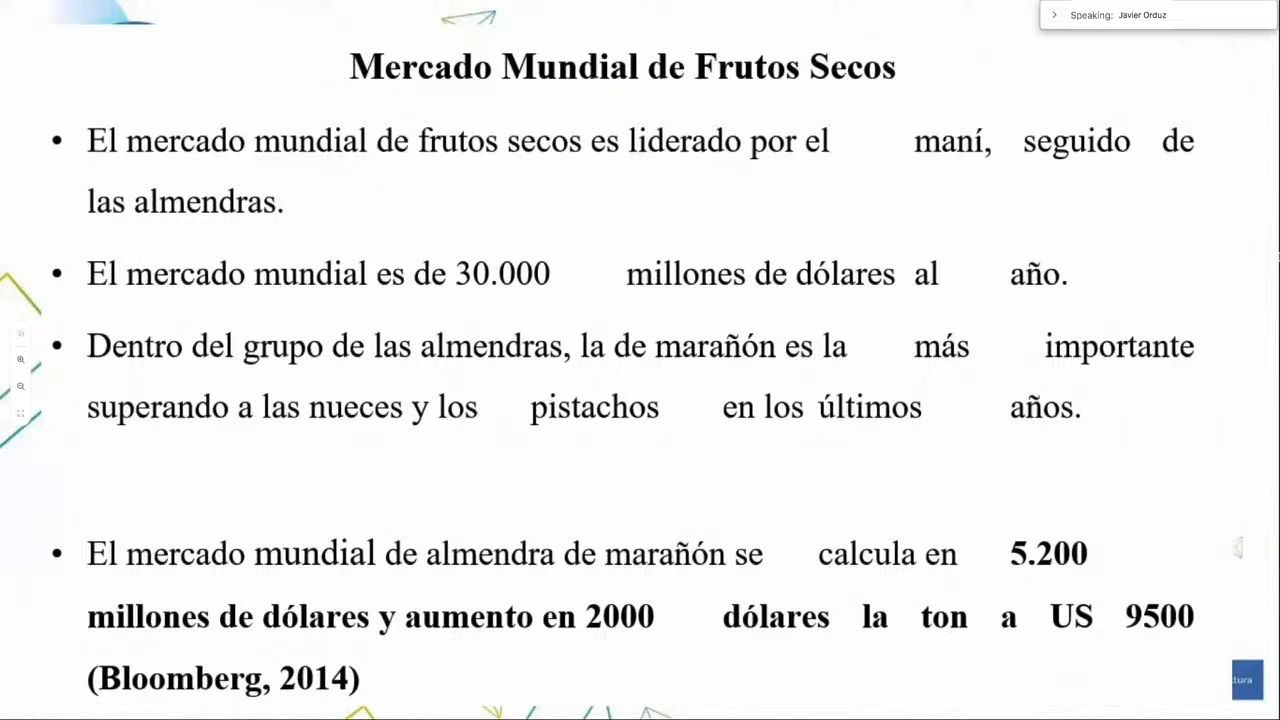 Speaking: Javier Orduz
Mercado Mundial de Frutos Secos
• El mercado mundial de frutos secos es liderado por el maní, seguido de
las almendras.
• El mercado mundial es de 30.000 millones de dólares al año.
• Dentro del grupo de las almendras, la de marañón es la más importante
superando a las nueces y los pistachos en los últimos años.
• El mercado mundial de almendra de marañón se calcula en 5.200
millones de dólares y aumento en 2000 dólares la ton a US 9500
(Bloomberg, 2014)
tura